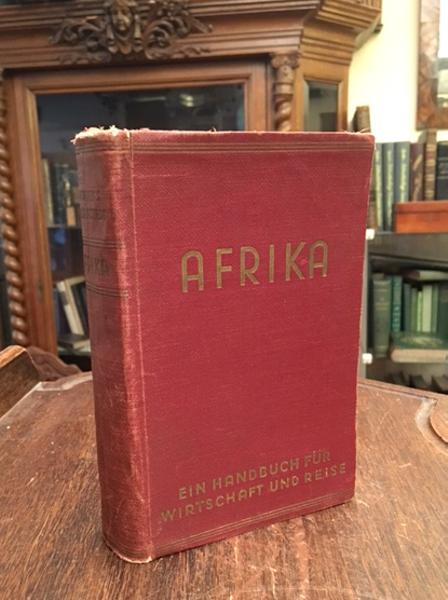 AFRIKA
EIN HANDBUCH FÜR
WIRTSCHAFT UND REISE